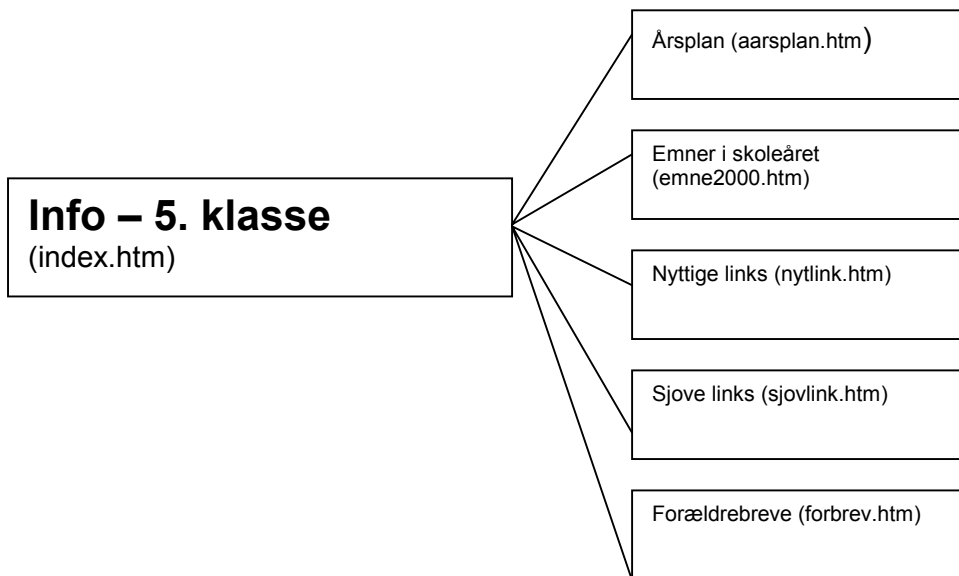 Info – 5. klasse
(index.htm)
Årsplan (aarsplan.htm)
Emner i skoleåret
(emne2000.htm)
Nyttige links (nytlink.htm)
Sjove links (sjovlink.htm)
Forældrebreve (forbrev.htm)